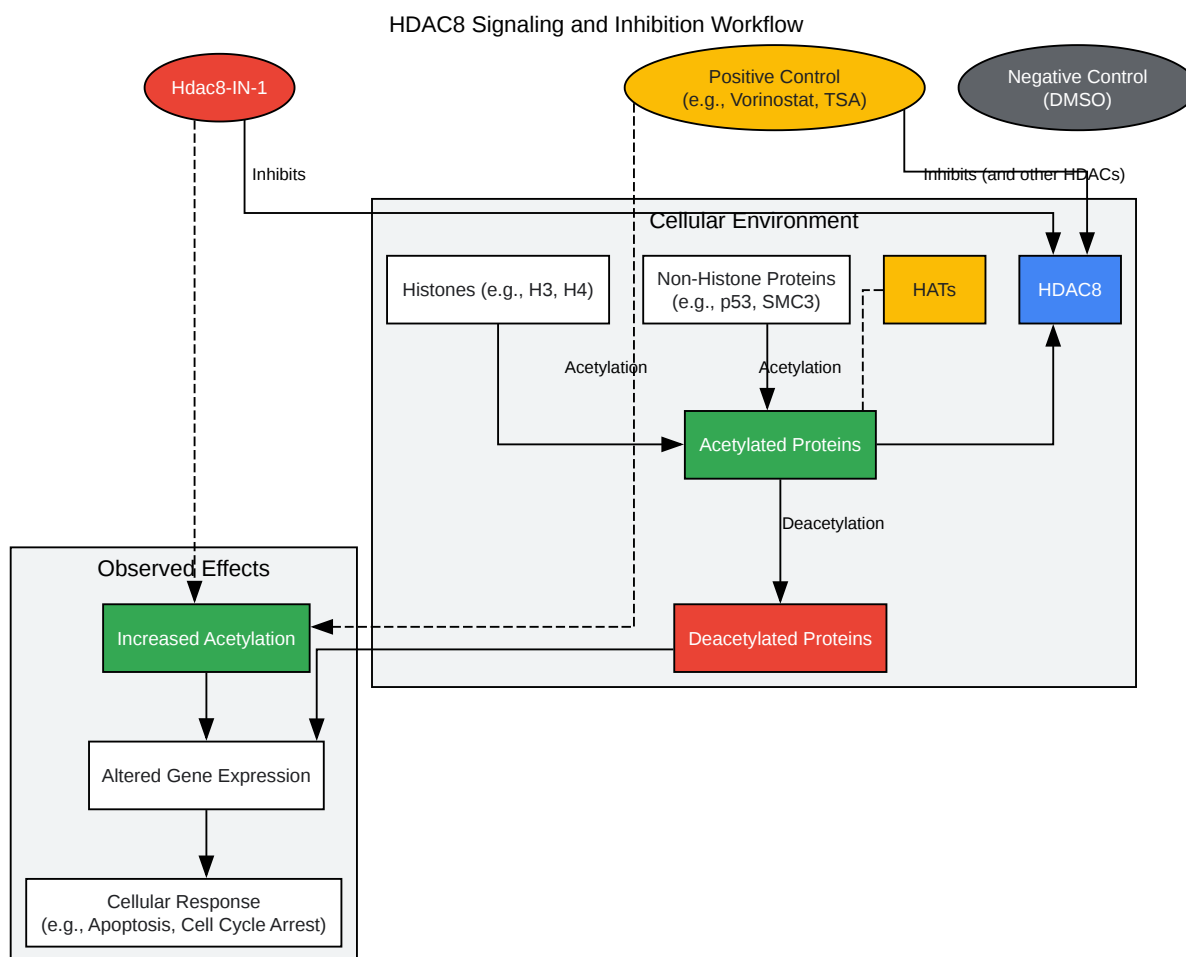 HDAC8 Signaling and Inhibition Workflow
Hdac8-IN-1
Positive Control
(e.g., Vorinostat, TSA)
Negative Control
(DMSO)
Inhibits
Inhibits (and other HDACs)
Cellular Environment
Histones (e.g., H3, H4)
Non-Histone Proteins
(e.g., p53, SMC3)
HATs
HDAC8
Acetylation
Acetylation
Acetylated Proteins
Deacetylation
Observed Effects
Increased Acetylation
Deacetylated Proteins
Altered Gene Expression
Cellular Response
(e.g., Apoptosis, Cell Cycle Arrest)